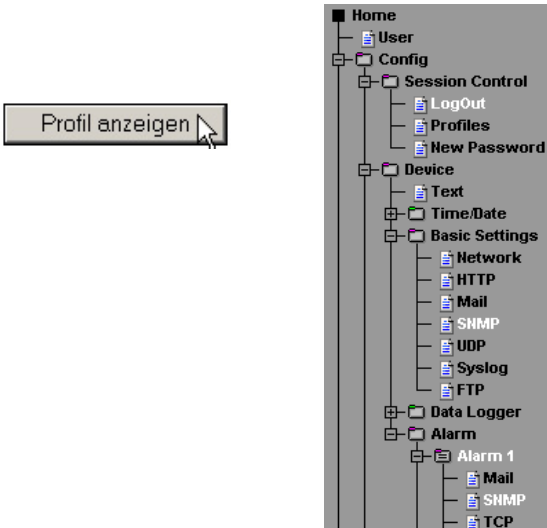 Profil anzeigen
Home
User
Config
Session Control
LogOut
Profiles
New Password
Device
Text
Time/Date
Basic Settings
Network
HTTP
Mail
SNMP
UDP
Syslog
FTP
Data Logger
Alarm
Alarm 1
Mail
SNMP
TCP